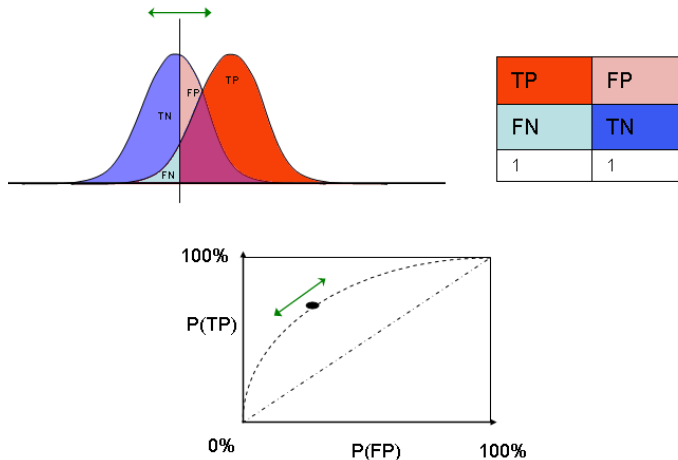 FP
TP
TN
FN
TP FP
FN TN
1 1
100%
P(TP)
0%
P(FP)
100%